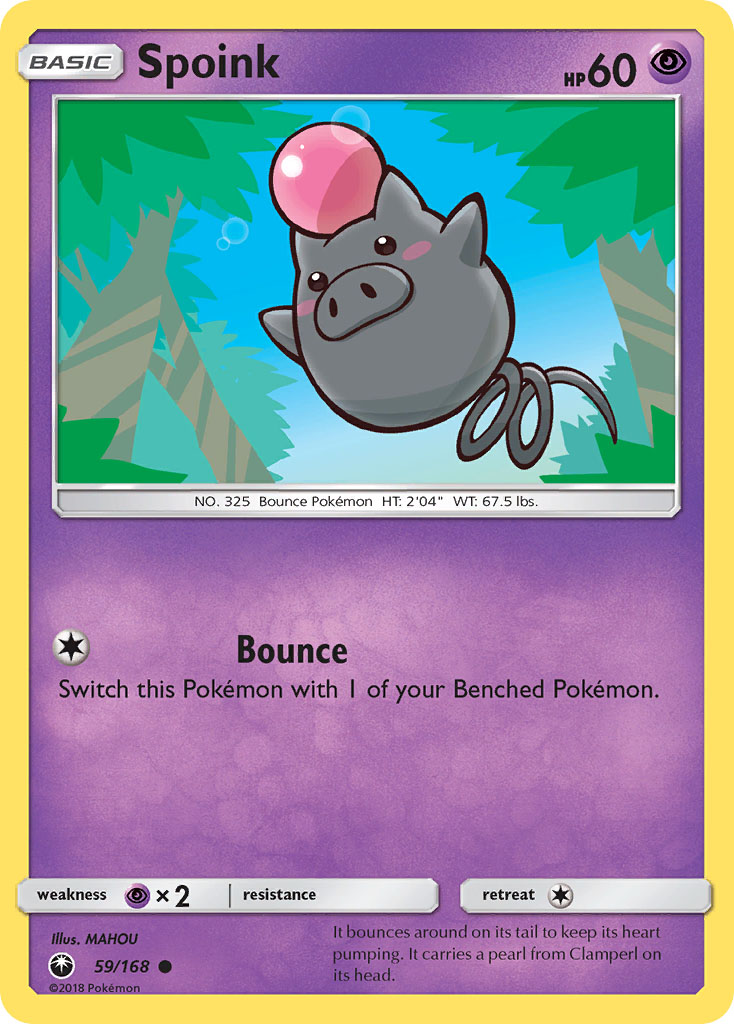 BASIC Spoink HP60
NO. 325 Bounce Pokémon HT: 2'04" WT: 67.5 lbs.
Bounce
Switch this Pokémon with 1 of your Benched Pokémon.
weakness ×2 resistance retreat
Illus. MAHOU
59/168
©2018 Pokémon
It bounces around on its tail to keep its heart
pumping. It carries a pearl from Clamperl on
its head.